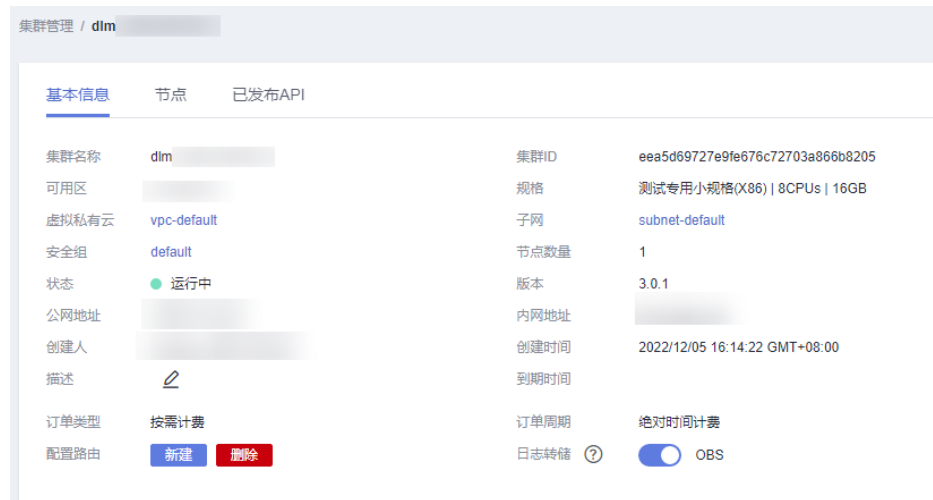 集群管理 / dlm
基本信息 节点 已发布API
集群名称 dlm 集群ID eea5d69727e9fe676c72703a866b8205
可用区 规格 测试专用小规格(X86) | 8CPUs | 16GB
虚拟私有云 vpc-default 子网 subnet-default
安全组 default 节点数量 1
状态 运行中 版本 3.0.1
公网地址 内网地址
创建人 创建时间 2022/12/05 16:14:22 GMT+08:00
描述 到期时间
订单类型 按需计费 订单周期 绝对时间计费
配置路由 新建 删除 日志转储 ? OBS